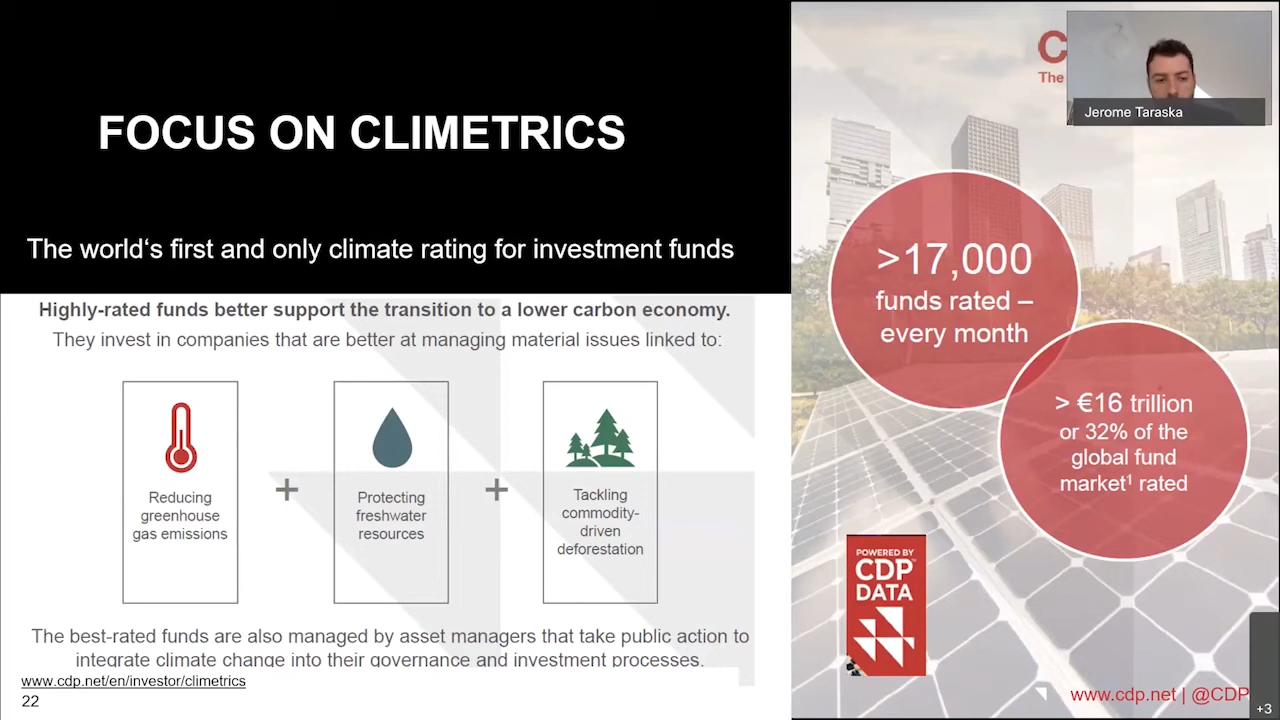 FOCUS ON CLIMETRICS
The world‘s first and only climate rating for investment funds
Highly-rated funds better support the transition to a lower carbon economy.
They invest in companies that are better at managing material issues linked to:
Reducing
greenhouse
gas emissions
+
Protecting
freshwater
resources
+
Tackling
commodity-
driven
deforestation
The best-rated funds are also managed by asset managers that take public action to
integrate climate change into their governance and investment processes.
www.cdp.net/en/investor/climetrics
22
C
The
Jerome Taraska
>17,000
funds rated –
every month
> €16 trillion
or 32% of the
global fund
market¹ rated
POWERED BY
CDP™
DATA
www.cdp.net | @CDP
+3